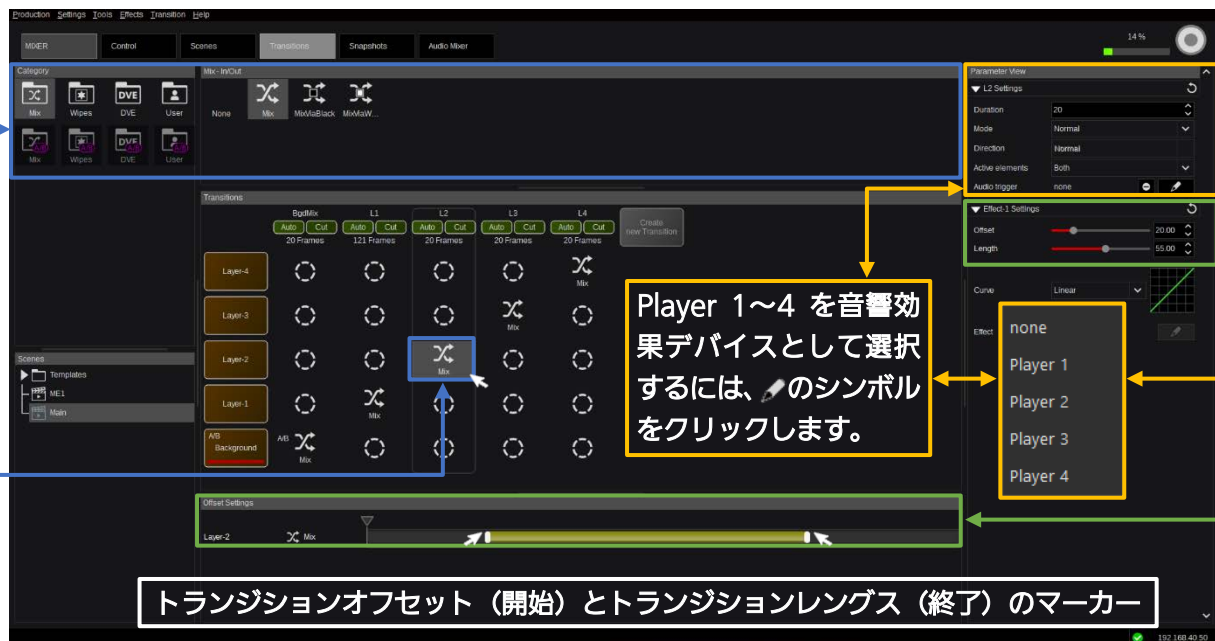 Production Settings Tools Effects Transition Help
MIXER Control Scenes Transitions Snapshots Audio Mixer 14 %
Category
Mix Wipes DVE User
Mix Wipes DVE User
Mix - In/Out
None Mix MixViaBlack MixViaW...
Parameter View
L2 Settings
Duration 20
Mode Normal
Direction Normal
Active elements Both
Audio trigger none
Effect-1 Settings
Offset 20.00
Length 55.00
Curve Linear
Effect
none
Player 1
Player 2
Player 3
Player 4
Transitions
BgdMix L1 L2 L3 L4
Auto Cut Auto Cut Auto Cut Auto Cut Auto Cut
20 Frames 121 Frames 20 Frames 20 Frames 20 Frames
Create
new Transition
Layer-4 Mix
Layer-3 Mix
Layer-2 Mix
Layer-1 Mix
A/B
Background A/B Mix
Player 1～4 を音響効
果デバイスとして選択
するには、のシンボル
をクリックします。
Scenes
Templates
ME1
Main
Offset Settings
Layer-2 Mix
トランジションオフセット（開始）とトランジションレングス（終了）のマーカー
192.168.40.50